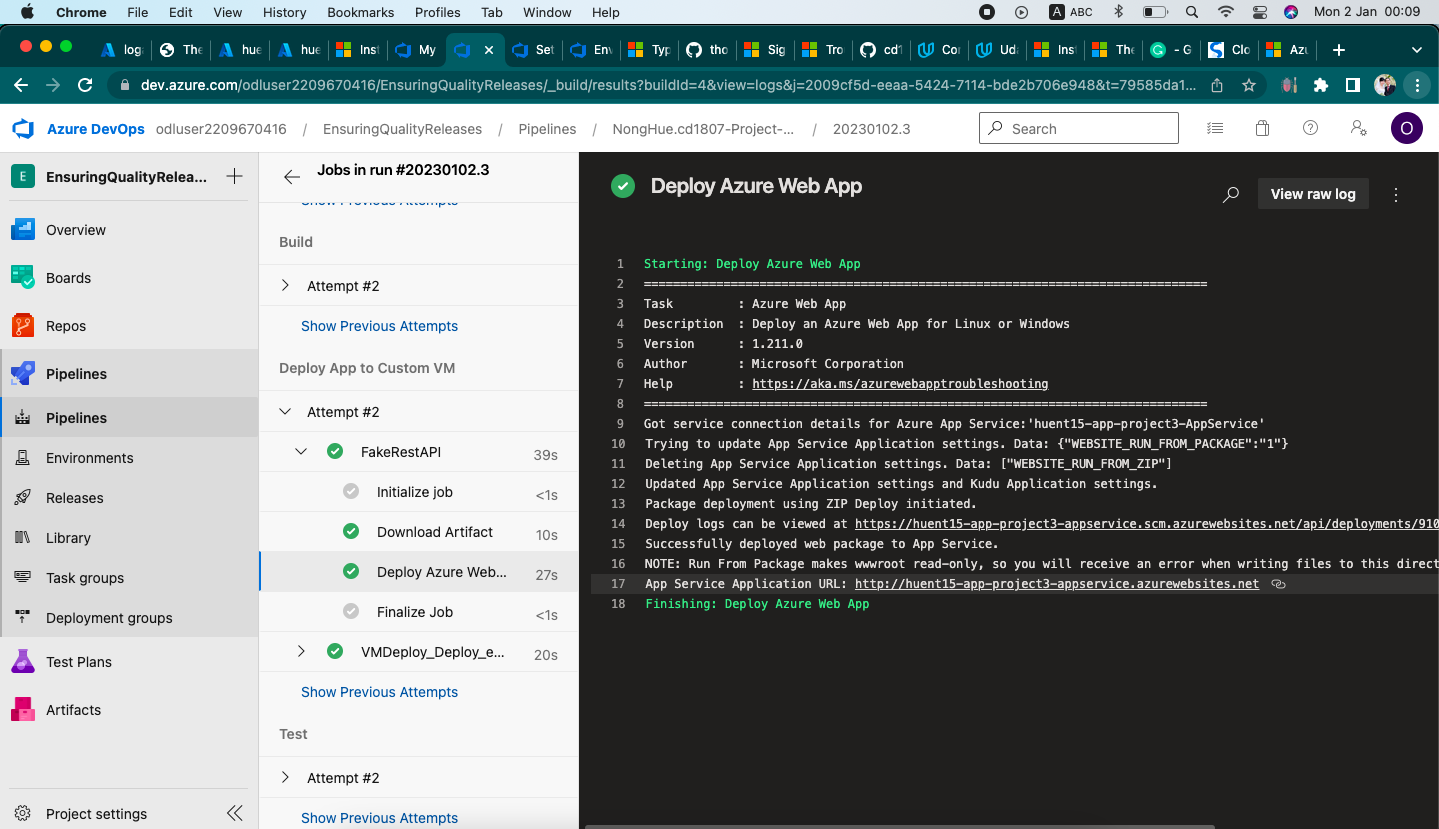 Chrome File Edit View History Bookmarks Profiles Tab Window Help A ABC Mon 2 Jan 00:09
log The hue hue Inst My Set Env Typ tho Sig Tro cd1 Cor Uda Inst The - G Clo Azu
dev.azure.com/odluser2209670416/EnsuringQualityReleases/_build/results?buildId=4&view=logs&j=2009cf5d-eeaa-5424-7114-bde2b706e948&t=79585da1...
Azure DevOps odluser2209670416 / EnsuringQualityReleases / Pipelines / NongHue.cd1807-Project-... / 20230102.3 Search O
E EnsuringQualityRelea...
Overview
Boards
Repos
Pipelines
Pipelines
Environments
Releases
Library
Task groups
Deployment groups
Test Plans
Artifacts
Project settings
Jobs in run #20230102.3
Show Previous Attempts
Build
Attempt #2
Show Previous Attempts
Deploy App to Custom VM
Attempt #2
FakeRestAPI 39s
Initialize job <1s
Download Artifact 10s
Deploy Azure Web... 27s
Finalize Job <1s
VMDeploy_Deploy_e... 20s
Show Previous Attempts
Test
Attempt #2
Show Previous Attempts
Deploy Azure Web App
View raw log
1 Starting: Deploy Azure Web App
2 ==============================================================================
3 Task : Azure Web App
4 Description : Deploy an Azure Web App for Linux or Windows
5 Version : 1.211.0
6 Author : Microsoft Corporation
7 Help : https://aka.ms/azurewebapptroubleshooting
8 ==============================================================================
9 Got service connection details for Azure App Service:'huent15-app-project3-AppService'
10 Trying to update App Service Application settings. Data: {"WEBSITE_RUN_FROM_PACKAGE":"1"}
11 Deleting App Service Application settings. Data: ["WEBSITE_RUN_FROM_ZIP"]
12 Updated App Service Application settings and Kudu Application settings.
13 Package deployment using ZIP Deploy initiated.
14 Deploy logs can be viewed at https://huent15-app-project3-appservice.scm.azurewebsites.net/api/deployments/910
15 Successfully deployed web package to App Service.
16 NOTE: Run From Package makes wwwroot read-only, so you will receive an error when writing files to this direct
17 App Service Application URL: http://huent15-app-project3-appservice.azurewebsites.net
18 Finishing: Deploy Azure Web App